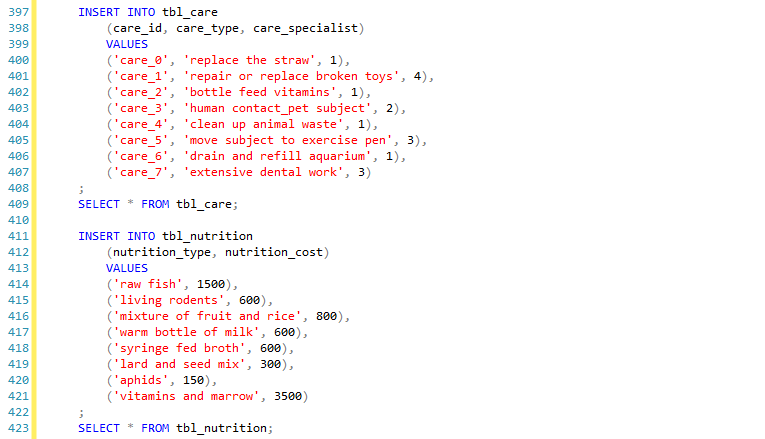 397 INSERT INTO tbl_care
398 (care_id, care_type, care_specialist)
399 VALUES
400 ('care_0', 'replace the straw', 1),
401 ('care_1', 'repair or replace broken toys', 4),
402 ('care_2', 'bottle feed vitamins', 1),
403 ('care_3', 'human contact_pet subject', 2),
404 ('care_4', 'clean up animal waste', 1),
405 ('care_5', 'move subject to exercise pen', 3),
406 ('care_6', 'drain and refill aquarium', 1),
407 ('care_7', 'extensive dental work', 3)
408 ;
409 SELECT * FROM tbl_care;
410
411 INSERT INTO tbl_nutrition
412 (nutrition_type, nutrition_cost)
413 VALUES
414 ('raw fish', 1500),
415 ('living rodents', 600),
416 ('mixture of fruit and rice', 800),
417 ('warm bottle of milk', 600),
418 ('syringe fed broth', 600),
419 ('lard and seed mix', 300),
420 ('aphids', 150),
421 ('vitamins and marrow', 3500)
422 ;
423 SELECT * FROM tbl_nutrition;